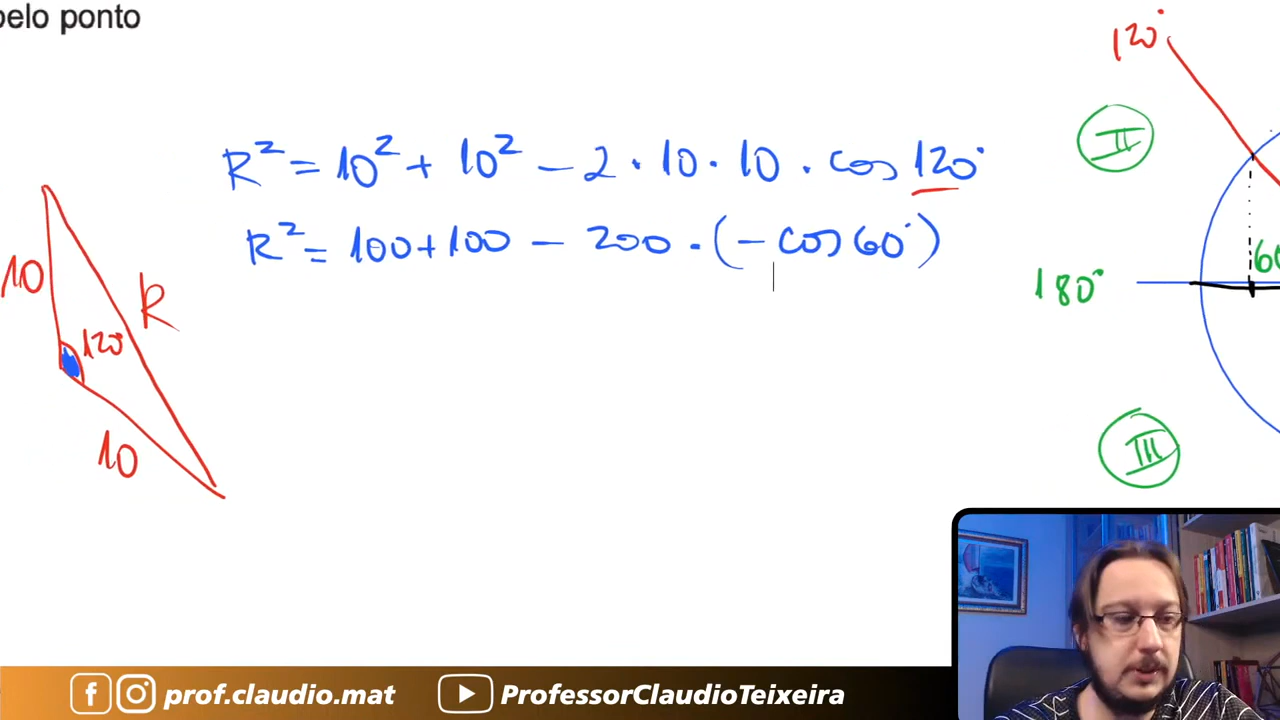 pelo ponto
120°
II
R² = 10² + 10² - 2 · 10 · 10 · cos 120°
R² = 100 + 100 - 200 · (- cos 60°)
10
R
120
10
180°
60
III
prof.claudio.mat
ProfessorClaudioTeixeira